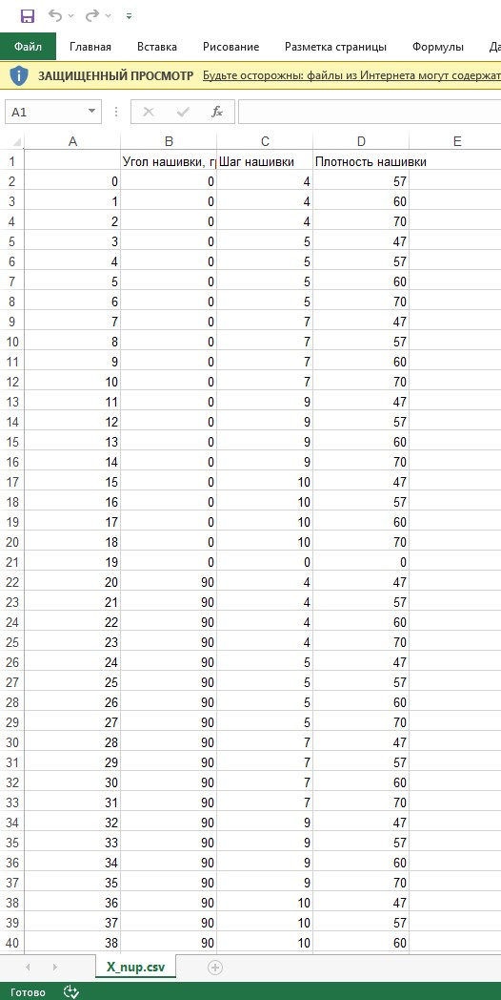 Файл Главная Вставка Рисование Разметка страницы Формулы Да
ЗАЩИЩЕННЫЙ ПРОСМОТР Будьте осторожны: файлы из Интернета могут содержат
A1 fx
A B C D E
1 Угол нашивки, гр Шаг нашивки Плотность нашивки
2 0 0 4 57
3 1 0 4 60
4 2 0 4 70
5 3 0 5 47
6 4 0 5 57
7 5 0 5 60
8 6 0 5 70
9 7 0 7 47
10 8 0 7 57
11 9 0 7 60
12 10 0 7 70
13 11 0 9 47
14 12 0 9 57
15 13 0 9 60
16 14 0 9 70
17 15 0 10 47
18 16 0 10 57
19 17 0 10 60
20 18 0 10 70
21 19 0 0 0
22 20 90 4 47
23 21 90 4 57
24 22 90 4 60
25 23 90 4 70
26 24 90 5 47
27 25 90 5 57
28 26 90 5 60
29 27 90 5 70
30 28 90 7 47
31 29 90 7 57
32 30 90 7 60
33 31 90 7 70
34 32 90 9 47
35 33 90 9 57
36 34 90 9 60
37 35 90 9 70
38 36 90 10 47
39 37 90 10 57
40 38 90 10 60
X_nup.csv
Готово